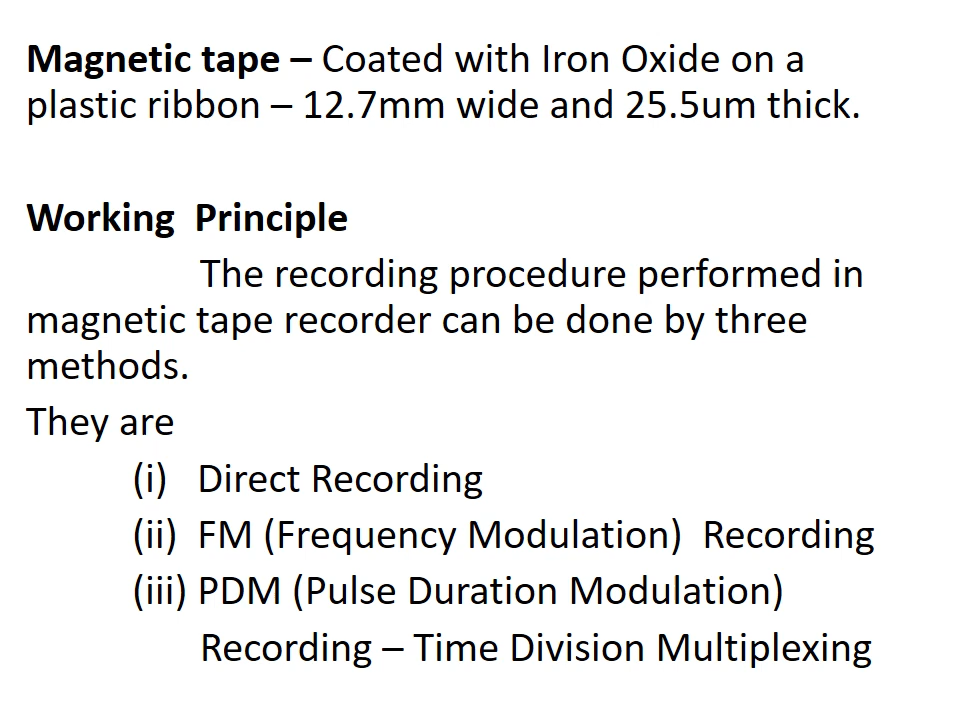 Magnetic tape – Coated with Iron Oxide on a
plastic ribbon – 12.7mm wide and 25.5um thick.
Working  Principle
The recording procedure performed in
magnetic tape recorder can be done by three
methods.
They are
(i)   Direct Recording
(ii)  FM (Frequency Modulation)  Recording
(iii) PDM (Pulse Duration Modulation)
Recording – Time Division Multiplexing